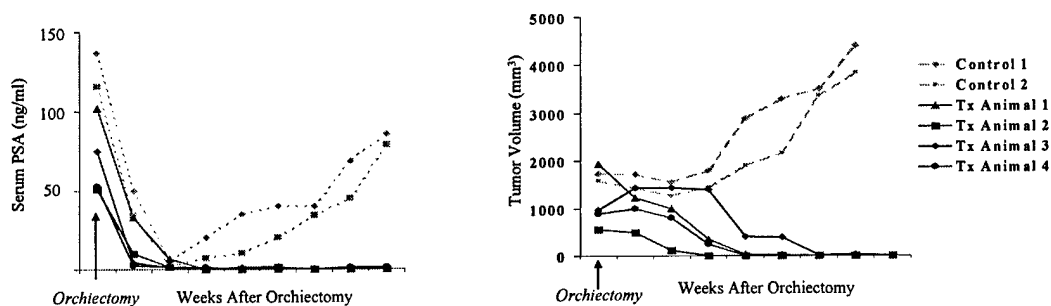 Serum PSA (ng/ml)
150
100
50
Orchiectomy
Weeks After Orchiectomy
Tumor Volume (mm³)
5000
4000
3000
2000
1000
0
Orchiectomy
Weeks After Orchiectomy
Control 1
Control 2
Tx Animal 1
Tx Animal 2
Tx Animal 3
Tx Animal 4